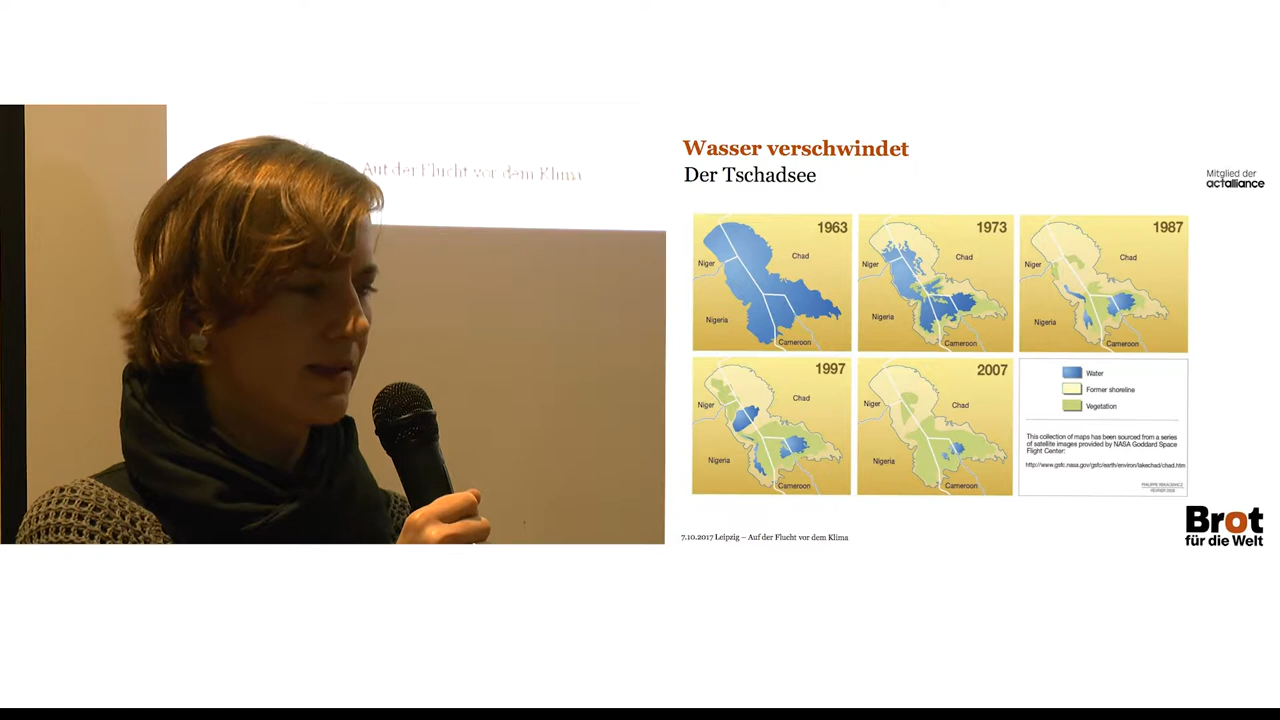 Auf der Flucht vor dem Klima
Wasser verschwindet
Der Tschadsee
Mitglied der
actalliance
1963
Niger
Chad
Nigeria
Cameroon
1973
Niger
Chad
Nigeria
Cameroon
1987
Niger
Chad
Nigeria
Cameroon
1997
Niger
Chad
Nigeria
Cameroon
2007
Niger
Chad
Nigeria
Cameroon
Water
Former shoreline
Vegetation
This collection of maps has been sourced from a series
of satellite images provided by NASA Goddard Space
Flight Center:
http://www.gsfc.nasa.gov/gsfc/earth/environ/lakechad/chad.htm
Brot
für die Welt
7.10.2017 Leipzig – Auf der Flucht vor dem Klima